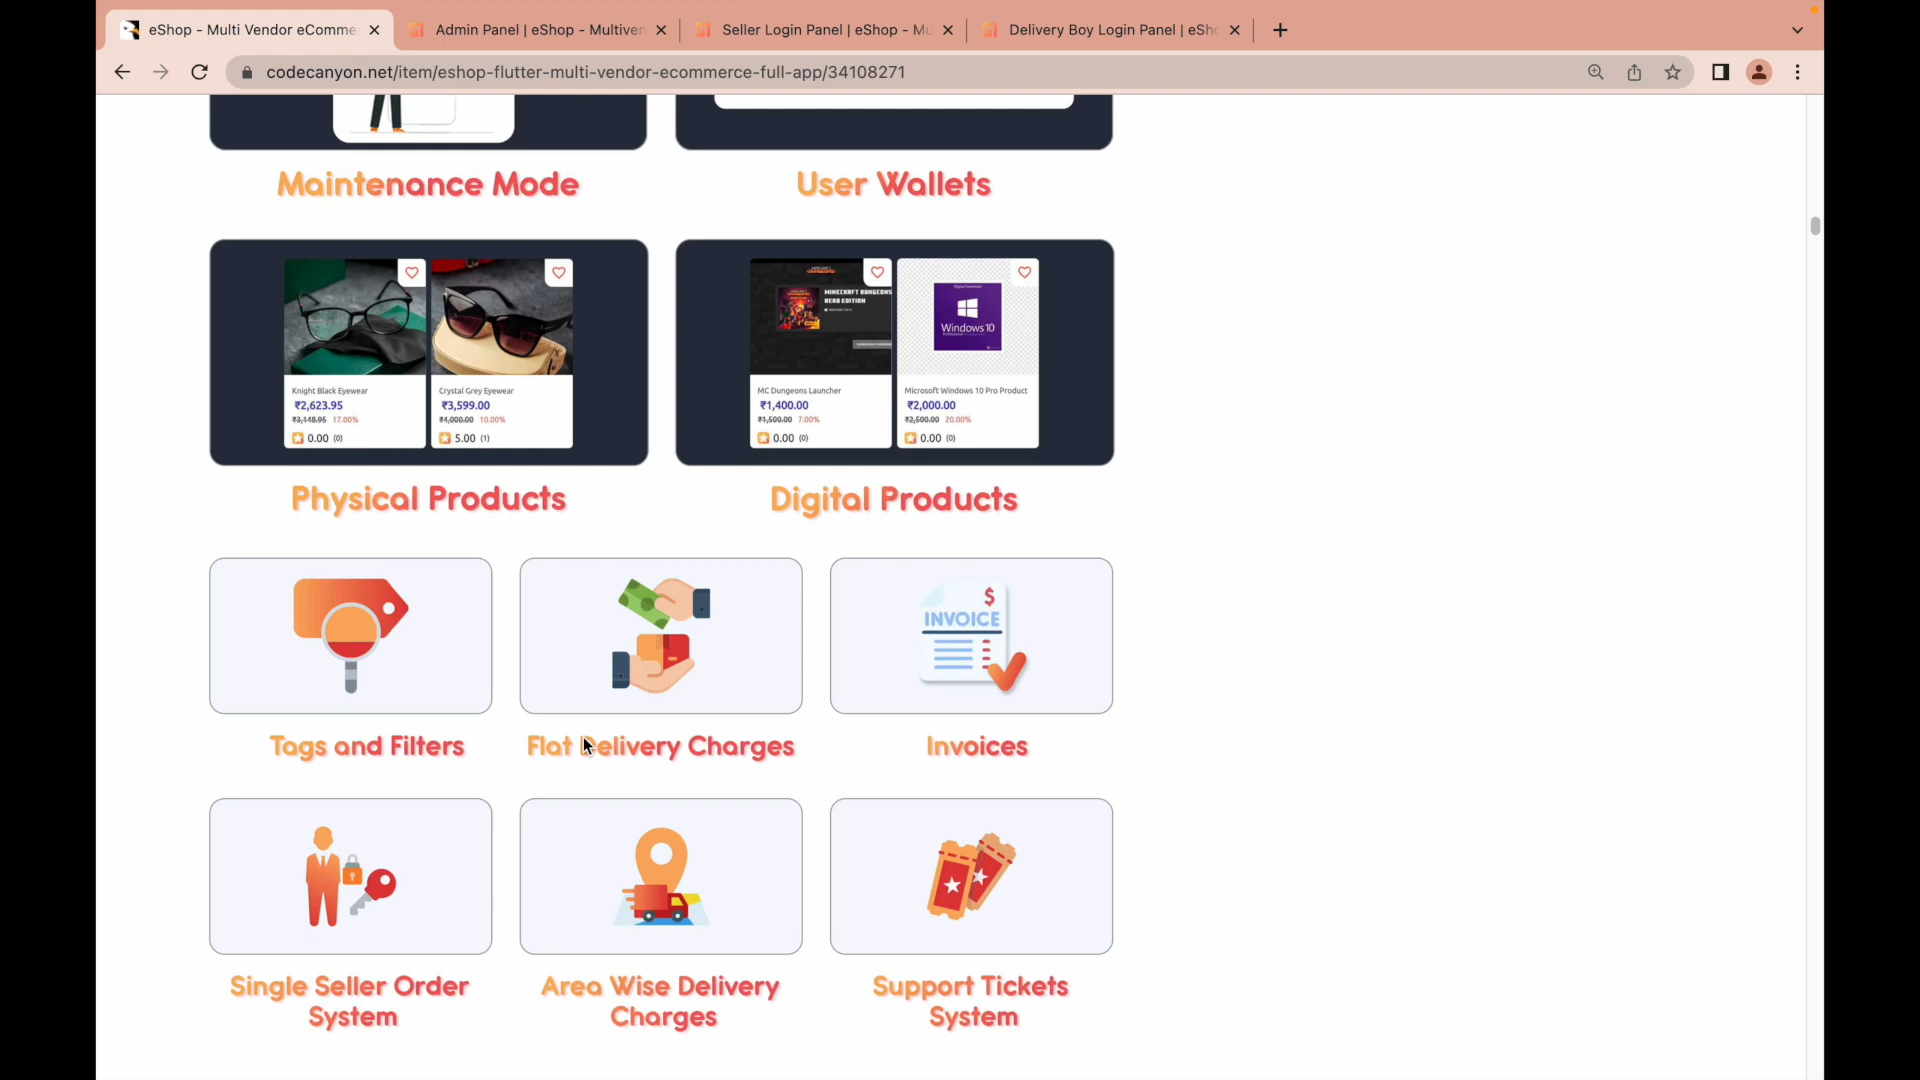 eShop - Multi Vendor eComme
Admin Panel | eShop - Multiven
Seller Login Panel | eShop - Mu
Delivery Boy Login Panel | eSho
codecanyon.net/item/eshop-flutter-multi-vendor-ecommerce-full-app/34108271
Maintenance Mode
User Wallets
MINECRAFT DUNGEONS
HERO EDITION
Windows 10
Knight Black Eyewear
₹2,623.95
₹3,148.95 17.00%
0.00 (0)
Crystal Grey Eyewear
₹3,599.00
₹4,000.00 10.00%
5.00 (1)
MC Dungeons Launcher
₹1,400.00
₹1,500.00 7.00%
0.00 (0)
Microsoft Windows 10 Pro Product
₹2,000.00
₹2,500.00 20.00%
0.00 (0)
Physical Products
Digital Products
$
INVOICE
Tags and Filters
Flat Delivery Charges
Invoices
Single Seller Order
System
Area Wise Delivery
Charges
Support Tickets
System